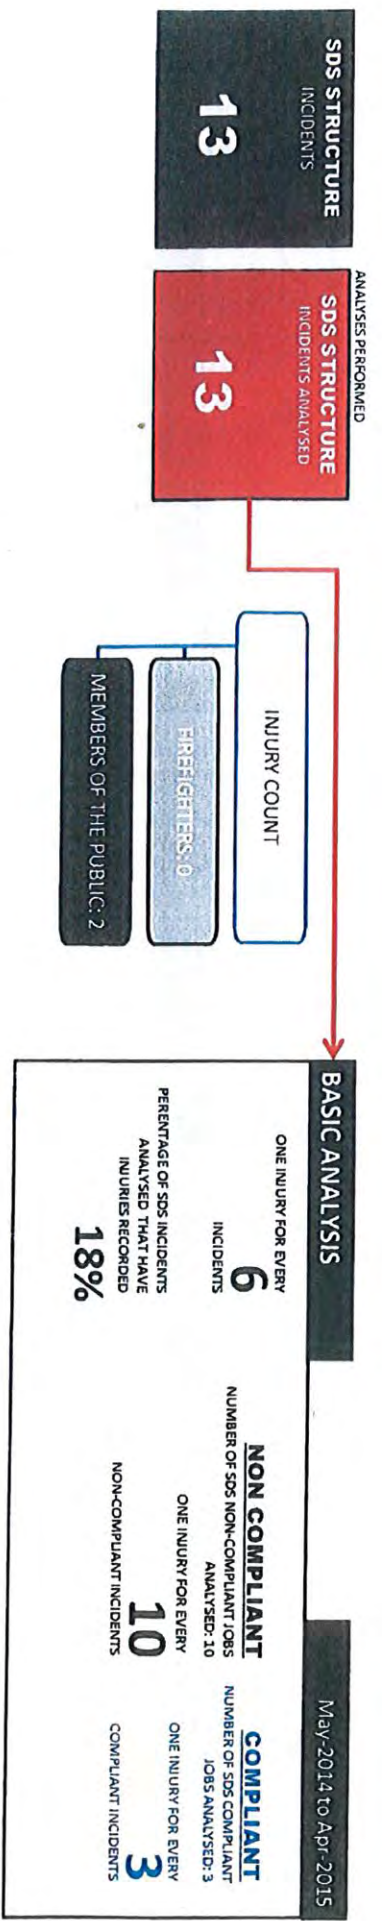 SDS STRUCTURE
INCIDENTS
13
ANALYSES PERFORMED
SDS STRUCTURE
INCIDENTS ANALYSED
13
INJURY COUNT
FIREFIGHTERS: 0
MEMBERS OF THE PUBLIC: 2
BASIC ANALYSIS
May-2014 to Apr-2015
ONE INJURY FOR EVERY
6
INCIDENTS
PERENTAGE OF SDS INCIDENTS
ANALYSED THAT HAVE
INJURIES RECORDED
18%
NON COMPLIANT
NUMBER OF SDS NON-COMPLIANT JOBS
ANALYSED: 10
ONE INJURY FOR EVERY
10
NON-COMPLIANT INCIDENTS
COMPLIANT
NUMBER OF SDS COMPLIANT
JOBS ANALYSED: 3
ONE INJURY FOR EVERY
3
COMPLIANT INCIDENTS